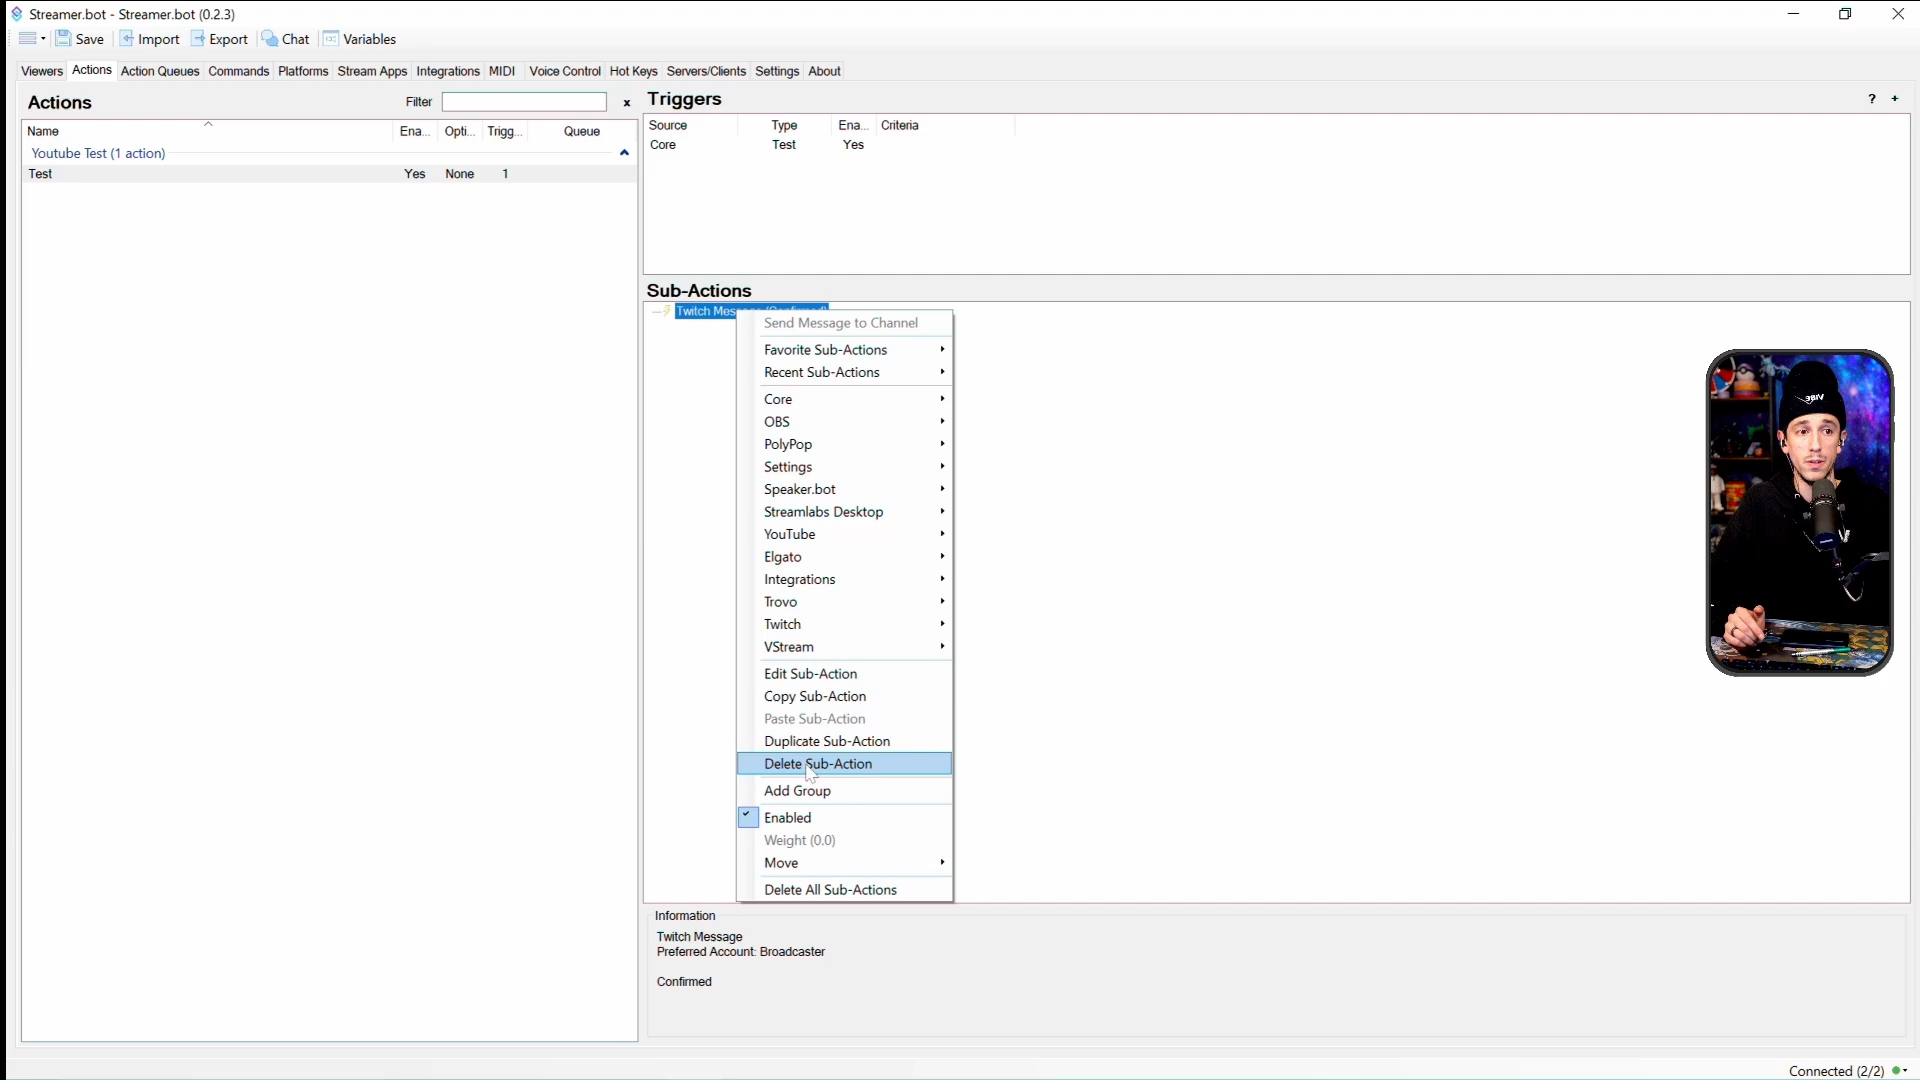 Streamer.bot - Streamer.bot (0.2.3)
Save Import Export Chat Variables
Viewers Actions Action Queues Commands Platforms Stream Apps Integrations MIDI Voice Control Hot Keys Servers/Clients Settings About
Actions
Filter
x
Name Ena... Opti... Trigg... Queue
Youtube Test (1 action)
Test Yes None 1
Triggers
? +
Source Type Ena... Criteria
Core Test Yes
Sub-Actions
Twitch Mes
Send Message to Channel
Favorite Sub-Actions
Recent Sub-Actions
Core
OBS
PolyPop
Settings
Speaker.bot
Streamlabs Desktop
YouTube
Elgato
Integrations
Trovo
Twitch
VStream
Edit Sub-Action
Copy Sub-Action
Paste Sub-Action
Duplicate Sub-Action
Delete Sub-Action
Add Group
Enabled
Weight (0.0)
Move
Delete All Sub-Actions
Information
Twitch Message
Preferred Account: Broadcaster
Confirmed
Connected (2/2)